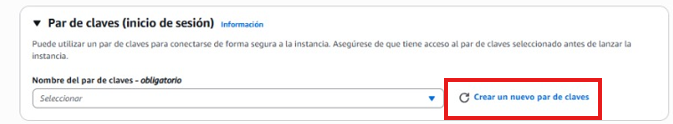 Par de claves (inicio de sesión) Información
Puede utilizar un par de claves para conectarse de forma segura a la instancia. Asegúrese de que tiene acceso al par de claves seleccionado antes de lanzar la
instancia.
Nombre del par de claves - obligatorio
Seleccionar
Crear un nuevo par de claves